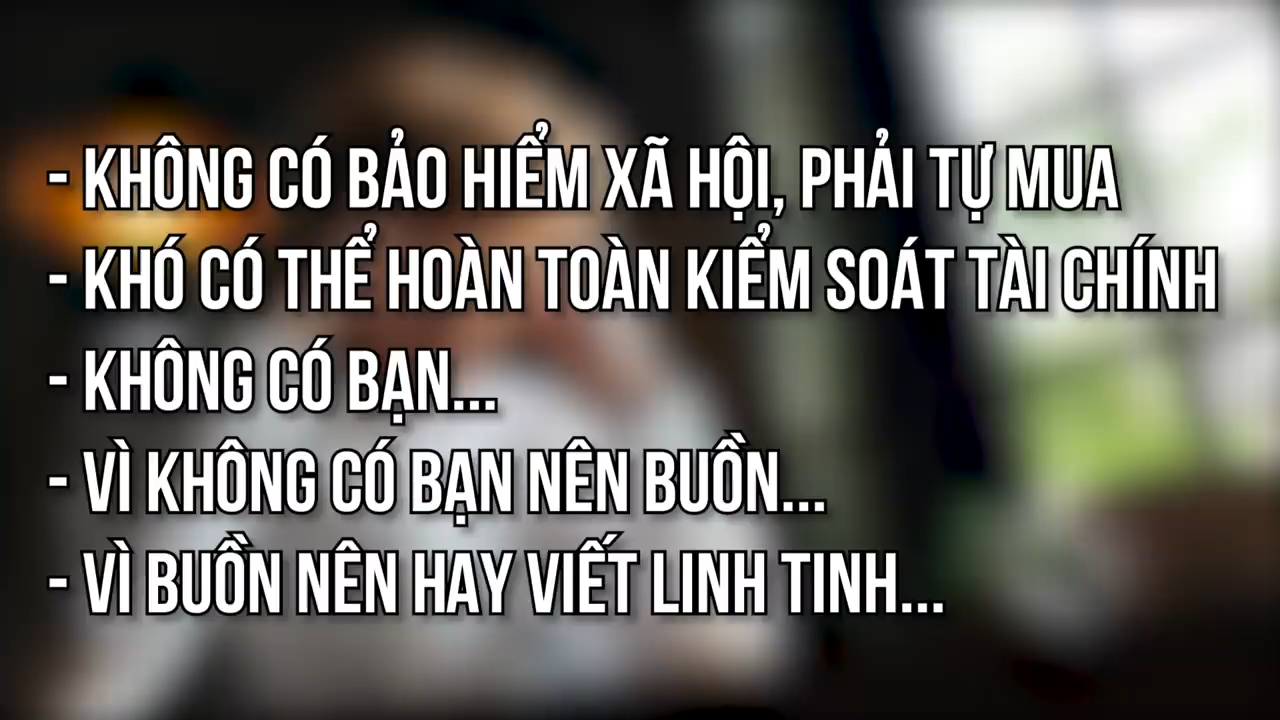 - KHÔNG CÓ BẢO HIỂM XÃ HỘI, PHẢI TỰ MUA
- KHÓ CÓ THỂ HOÀN TOÀN KIỂM SOÁT TÀI CHÍNH
- KHÔNG CÓ BẠN...
- VÌ KHÔNG CÓ BẠN NÊN BUỒN...
- VÌ BUỒN NÊN HAY VIẾT LINH TINH...